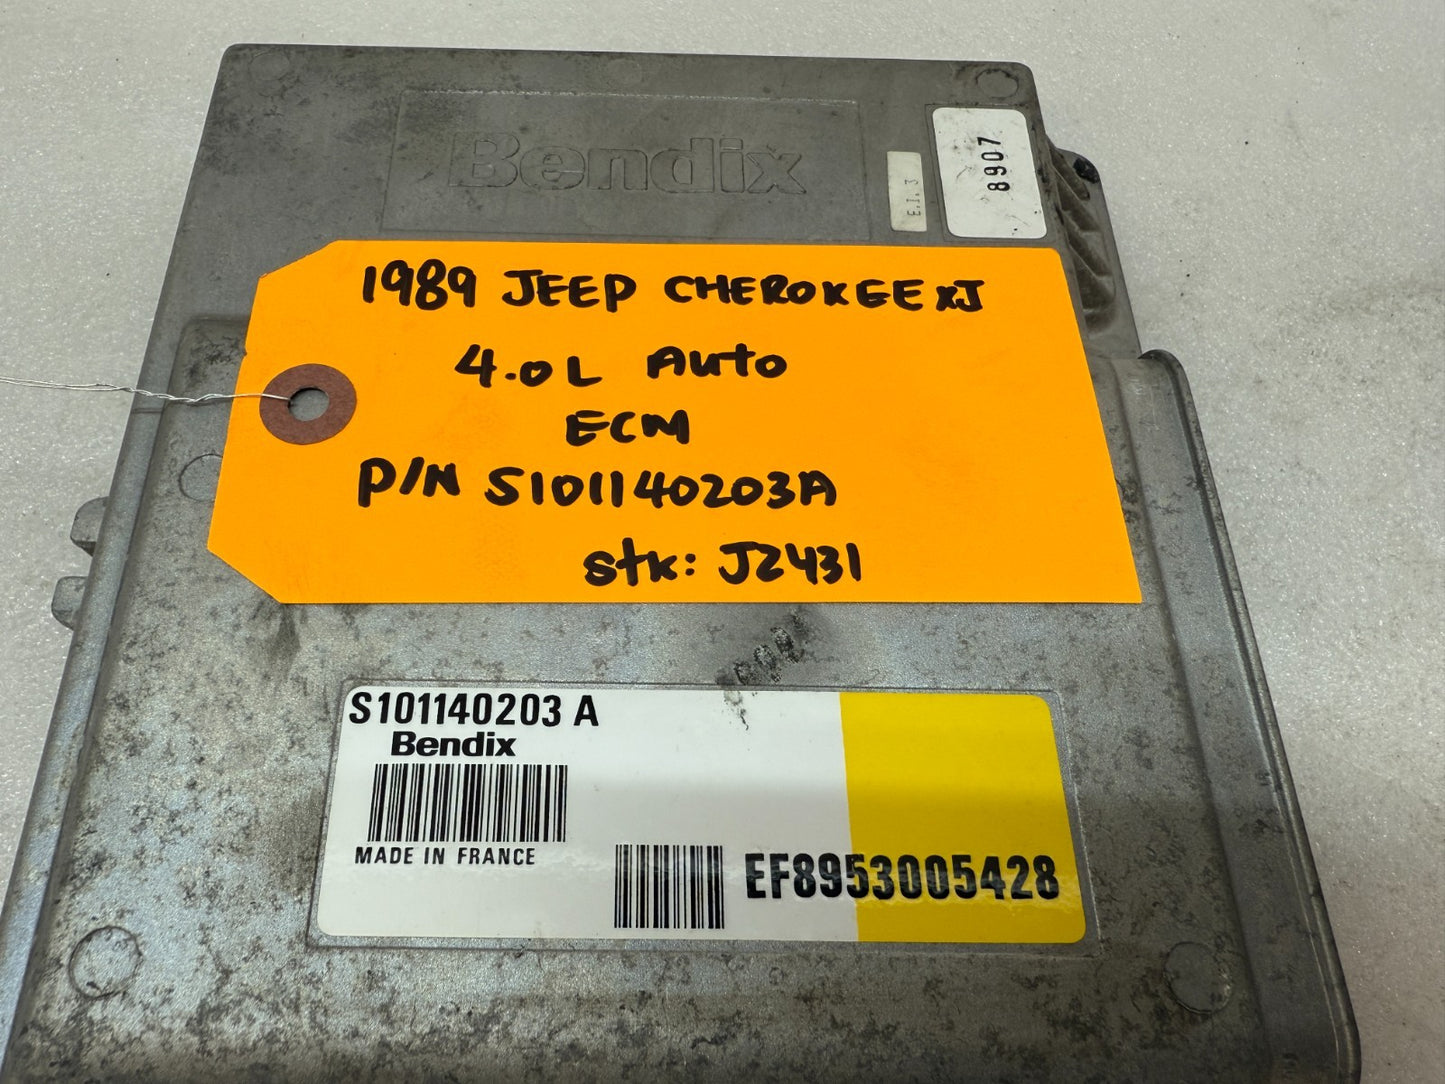 Bendix
E.I. 3
8907
1989 JEEP CHEROKEE XJ
4.0L Auto
ECM
P/N S101140203A
stk: J2431
S101140203 A
Bendix
MADE IN FRANCE
EF8953005428